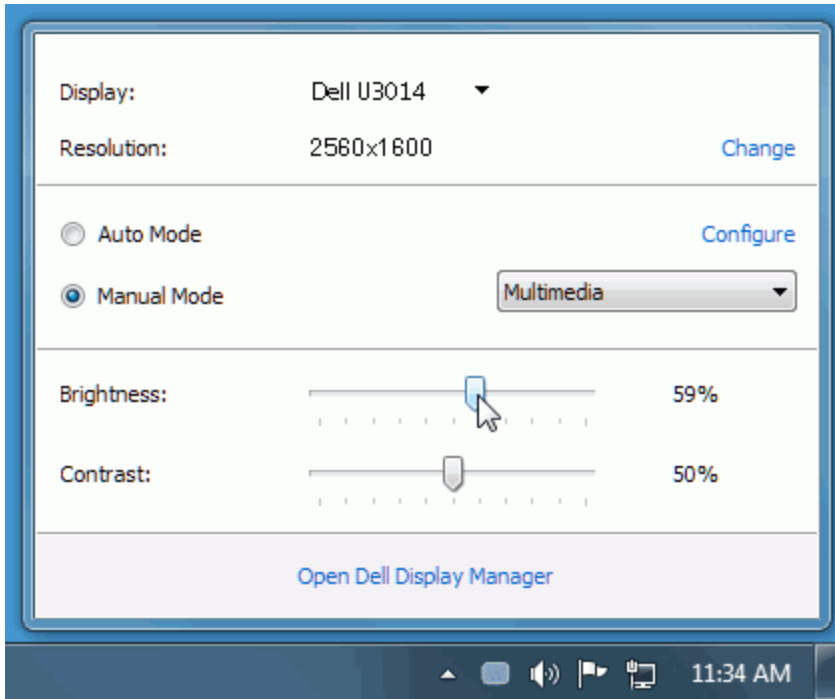 Display: Dell U3014
Resolution: 2560x1600 Change
Auto Mode Configure
Manual Mode Multimedia
Brightness: 59%
Contrast: 50%
Open Dell Display Manager
11:34 AM